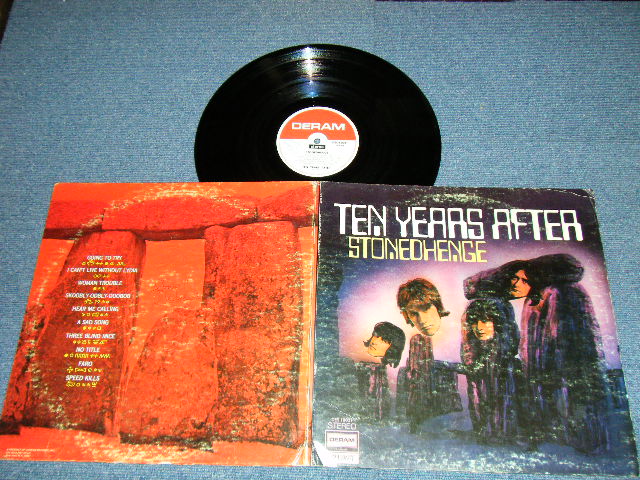 DERAM
TEN YEARS AFTER
STONEDHENGE
GOING TO TRY
I CAN'T LIVE WITHOUT LYDIA
WOMAN TROUBLE
SKOOBLY-OOBLY-DOOBOB
HEAR ME CALLING
A SAD SONG
THREE BLIND MICE
NO TITLE
FARO
SPEED KILLS
STEREO
DERAM